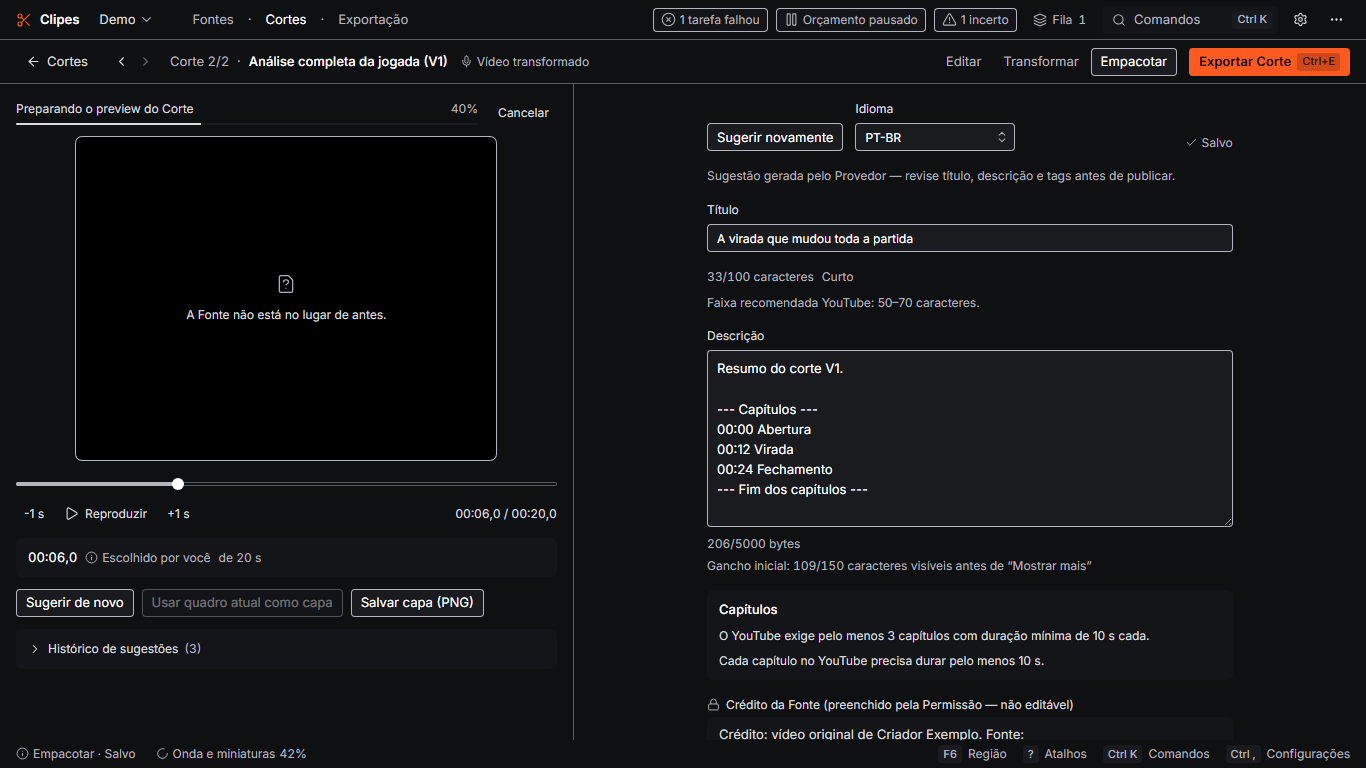 Clipes Demo Fontes · Cortes · Exportação 1 tarefa falhou Orçamento pausado 1 incerto Fila 1 Comandos Ctrl K
Cortes Corte 2/2 · Análise completa da jogada (V1) Vídeo transformado Editar Transformar Empacotar Exportar Corte Ctrl+E
Preparando o preview do Corte 40% Cancelar
A Fonte não está no lugar de antes.
-1 s Reproduzir +1 s 00:06,0 / 00:20,0
00:06,0 Escolhido por você de 20 s
Sugerir de novo Usar quadro atual como capa Salvar capa (PNG)
Histórico de sugestões (3)
Idioma
Sugerir novamente PT-BR Salvo
Sugestão gerada pelo Provedor — revise título, descrição e tags antes de publicar.
Título
A virada que mudou toda a partida
33/100 caracteres Curto
Faixa recomendada YouTube: 50–70 caracteres.
Descrição
Resumo do corte V1.
--- Capítulos ---
00:00 Abertura
00:12 Virada
00:24 Fechamento
--- Fim dos capítulos ---
206/5000 bytes
Gancho inicial: 109/150 caracteres visíveis antes de “Mostrar mais”
Capítulos
O YouTube exige pelo menos 3 capítulos com duração mínima de 10 s cada.
Cada capítulo no YouTube precisa durar pelo menos 10 s.
Crédito da Fonte (preenchido pela Permissão — não editável)
Crédito: vídeo original de Criador Exemplo. Fonte:
Empacotar · Salvo Onda e miniaturas 42% F6 Região ? Atalhos Ctrl K Comandos Ctrl , Configurações